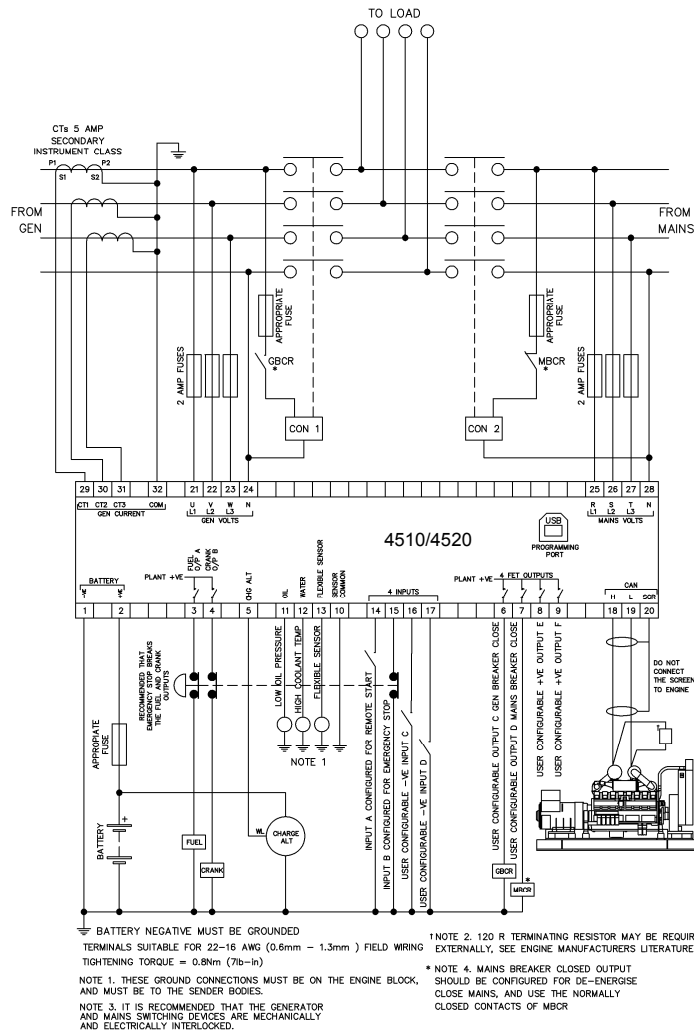 TO LOAD
CTs 5 AMP
SECONDARY
INSTRUMENT CLASS
P1
P2
S1
S2
FROM
GEN
FROM
MAINS
APPROPRIATE
FUSE
APPROPRIATE
FUSE
2 AMP FUSES
GBCR
*
MBCR
*
2 AMP FUSES
CON 1
CON 2
29 30 31 32 21 22 23 24 25 26 27 28
CT1 CT2 CT3 COM
GEN CURRENT
U V W N
L1 L2 L3
GEN VOLTS
R S T N
L1 L2 L3
MAINS VOLTS
4510/4520
USB
PROGRAMMING
PORT
BATTERY
-VE
+VE
PLANT +VE
FUEL
O/P A
CRANK
O/P B
CHG ALT
OIL
WATER
FLEXIBLE SENSOR
SENSOR
COMMON
4 INPUTS
PLANT +VE
4 FET OUTPUTS
CAN
H L SCR
1 2 3 4 5 11 12 13 10 14 15 16 17 6 7 8 9 18 19 20
RECOMMENDED THAT
EMERGENCY STOP BREAKS
THE FUEL AND CRANK
OUTPUTS
LOW OIL PRESSURE
HIGH COOLANT TEMP
FLEXIBLE SENSOR
NOTE 1
INPUT A CONFIGURED FOR REMOTE START
INPUT B CONFIGURED FOR EMERGENCY STOP
USER CONFIGURABLE -VE INPUT C
USER CONFIGURABLE -VE INPUT D
USER CONFIGURABLE OUTPUT C GEN BREAKER CLOSE
USER CONFIGURABLE OUTPUT D MAINS BREAKER CLOSE
USER CONFIGURABLE +VE OUTPUT E
USER CONFIGURABLE +VE OUTPUT F
DO NOT
CONNECT
THE SCREEN
TO ENGINE
†
APPROPIATE
FUSE
BATTERY
+
-
FUEL
CRANK
WL
CHARGE
ALT
GBCR
MBCR
*
BATTERY NEGATIVE MUST BE GROUNDED
TERMINALS SUITABLE FOR 22-16 AWG (0.6mm - 1.3mm ) FIELD WIRING
TIGHTENING TORQUE = 0.8Nm (7lb-in)
NOTE 1. THESE GROUND CONNECTIONS MUST BE ON THE ENGINE BLOCK,
AND MUST BE TO THE SENDER BODIES.
NOTE 3. IT IS RECOMMENDED THAT THE GENERATOR
AND MAINS SWITCHING DEVICES ARE MECHANICALLY
AND ELECTRICALLY INTERLOCKED.
† NOTE 2. 120 R TERMINATING RESISTOR MAY BE REQUIR
EXTERNALLY, SEE ENGINE MANUFACTURERS LITERATURE
* NOTE 4. MAINS BREAKER CLOSED OUTPUT
SHOULD BE CONFIGURED FOR DE-ENERGISE
CLOSE MAINS, AND USE THE NORMALLY
CLOSED CONTACTS OF MBCR